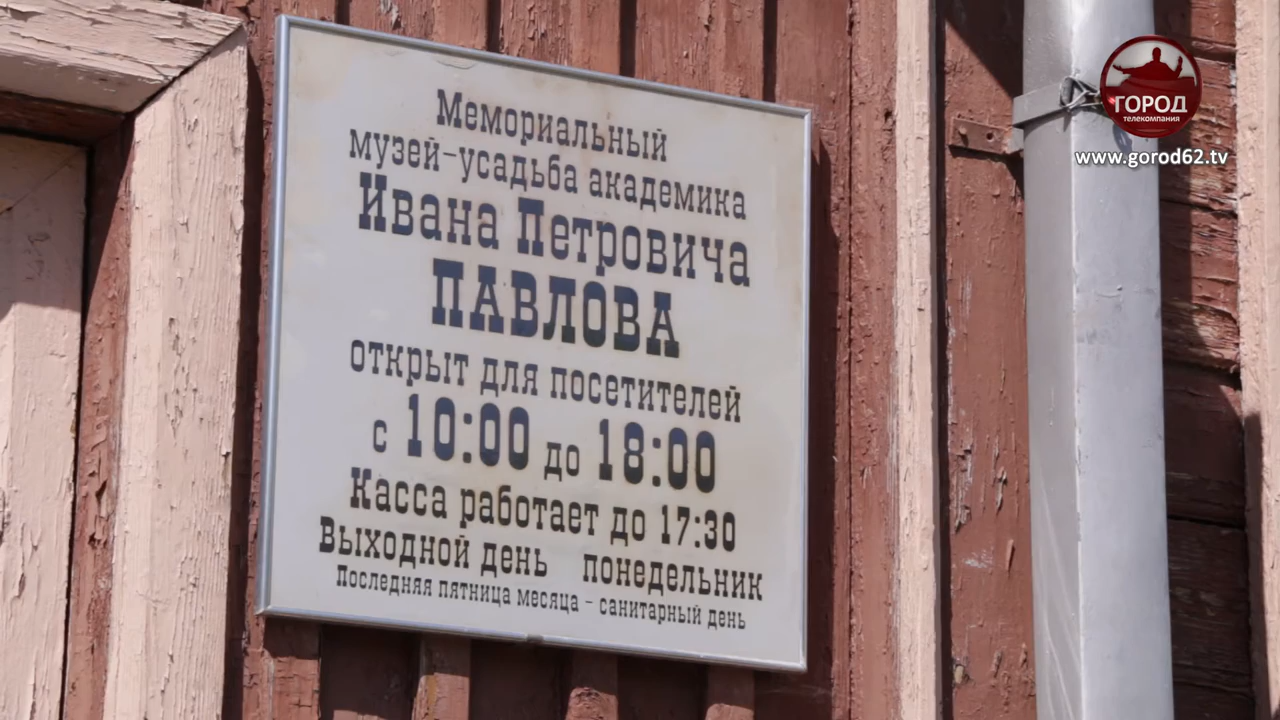 Мемориальный
музей-усадьба академика
Ивана Петровича
ПАВЛОВА
открыт для посетителей
с 10:00 до 18:00
Касса работает до 17:30
Выходной день понедельник
Последняя пятница месяца - санитарный день
ГОРОД
телекомпания
www.gorod62.tv